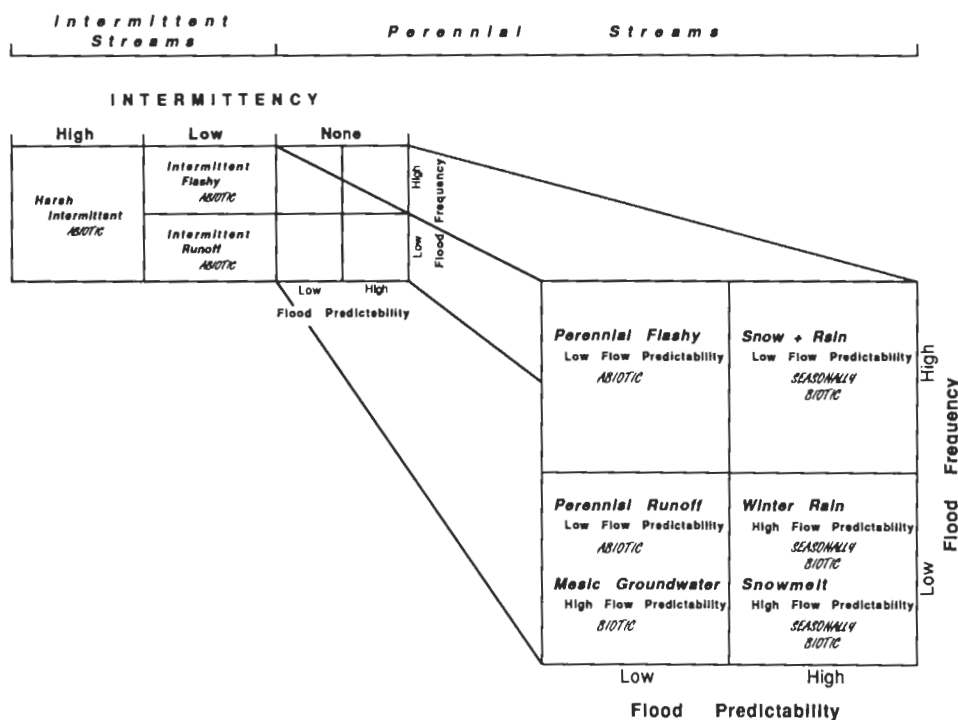 Intermittent
Streams
Perennial Streams
INTERMITTENCY
High
Low
None
Harsh
Intermittent
ABIOTIC
Intermittent
Flashy
ABIOTIC
Intermittent
Runoff
ABIOTIC
High
Low
Flood Frequency
Low
High
Flood Predictability
Perennial Flashy
Low Flow Predictability
ABIOTIC
Snow + Rain
Low Flow Predictability
SEASONALLY
BIOTIC
Perennial Runoff
Low Flow Predictability
ABIOTIC
Mesic Groundwater
High Flow Predictability
BIOTIC
Winter Rain
High Flow Predictability
SEASONALLY
BIOTIC
Snowmelt
High Flow Predictability
SEASONALLY
BIOTIC
High
Low
Flood Frequency
Low
High
Flood Predictability